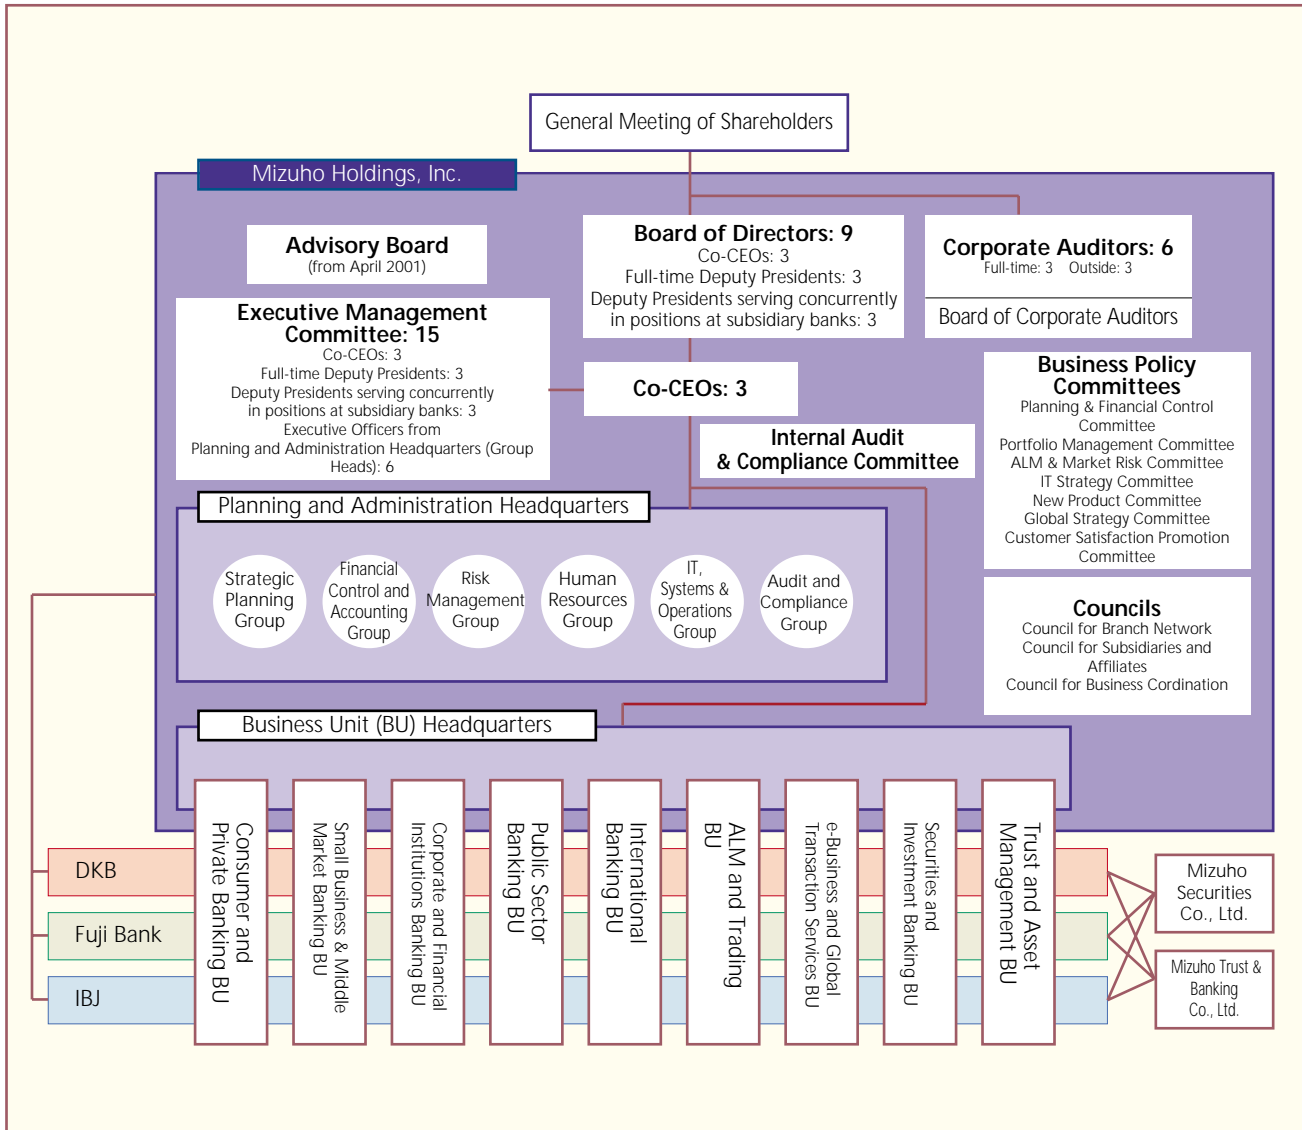 General Meeting of Shareholders
Mizuho Holdings, Inc.
Advisory Board
(from April 2001)
Board of Directors: 9
Co-CEOs: 3
Full-time Deputy Presidents: 3
Deputy Presidents serving concurrently
in positions at subsidiary banks: 3
Corporate Auditors: 6
Full-time: 3 Outside: 3
Board of Corporate Auditors
Executive Management
Committee: 15
Co-CEOs: 3
Full-time Deputy Presidents: 3
Deputy Presidents serving concurrently
in positions at subsidiary banks: 3
Executive Officers from
Planning and Administration Headquarters (Group
Heads): 6
Co-CEOs: 3
Internal Audit
& Compliance Committee
Business Policy
Committees
Planning & Financial Control
Committee
Portfolio Management Committee
ALM & Market Risk Committee
IT Strategy Committee
New Product Committee
Global Strategy Committee
Customer Satisfaction Promotion
Committee
Planning and Administration Headquarters
Strategic
Planning
Group
Financial
Control and
Accounting
Group
Risk
Management
Group
Human
Resources
Group
IT,
Systems &
Operations
Group
Audit and
Compliance
Group
Councils
Council for Branch Network
Council for Subsidiaries and
Affiliates
Council for Business Cordination
Business Unit (BU) Headquarters
Consumer and
Private Banking BU
Small Business & Middle
Market Banking BU
Corporate and Financial
Institutions Banking BU
Public Sector
Banking BU
International
Banking BU
ALM and Trading
BU
e-Business and Global
Transaction Services BU
Securities and
Investment Banking BU
Trust and Asset
Management BU
DKB
Fuji Bank
IBJ
Mizuho
Securities
Co., Ltd.
Mizuho Trust &
Banking
Co., Ltd.